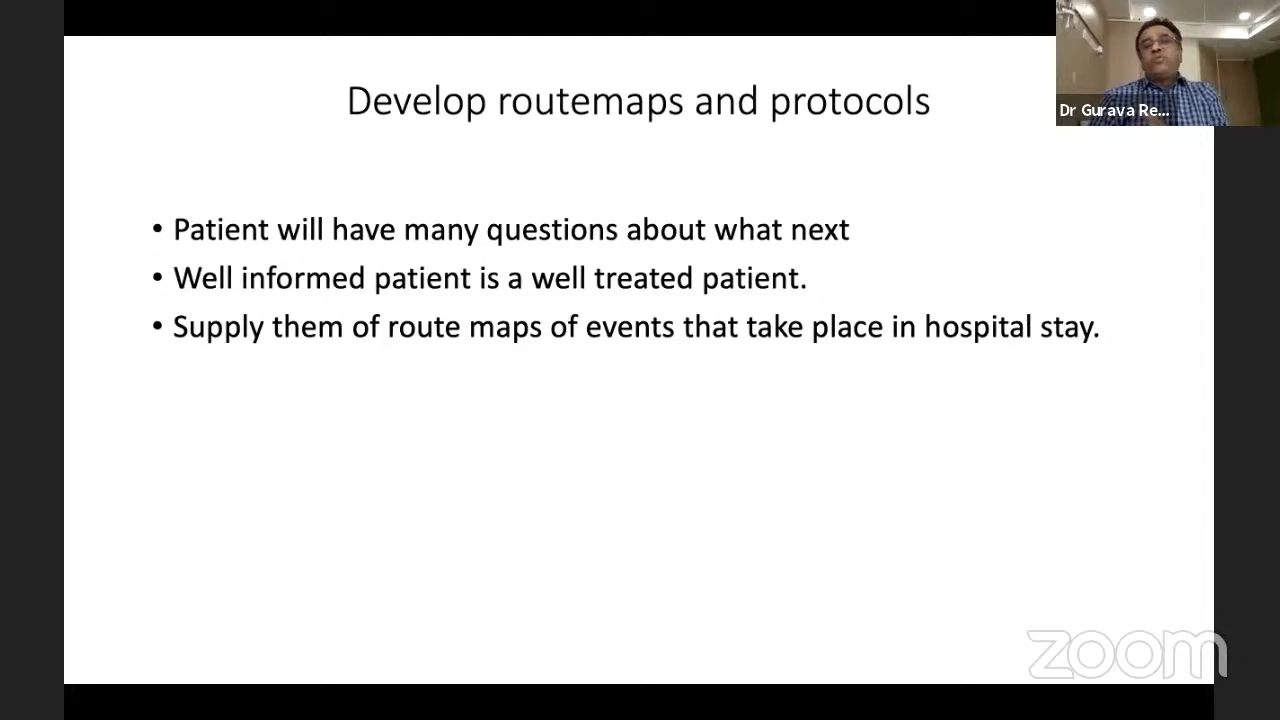 Develop routemaps and protocols
Dr Gurava Re...
• Patient will have many questions about what next
• Well informed patient is a well treated patient.
• Supply them of route maps of events that take place in hospital stay.
zoom